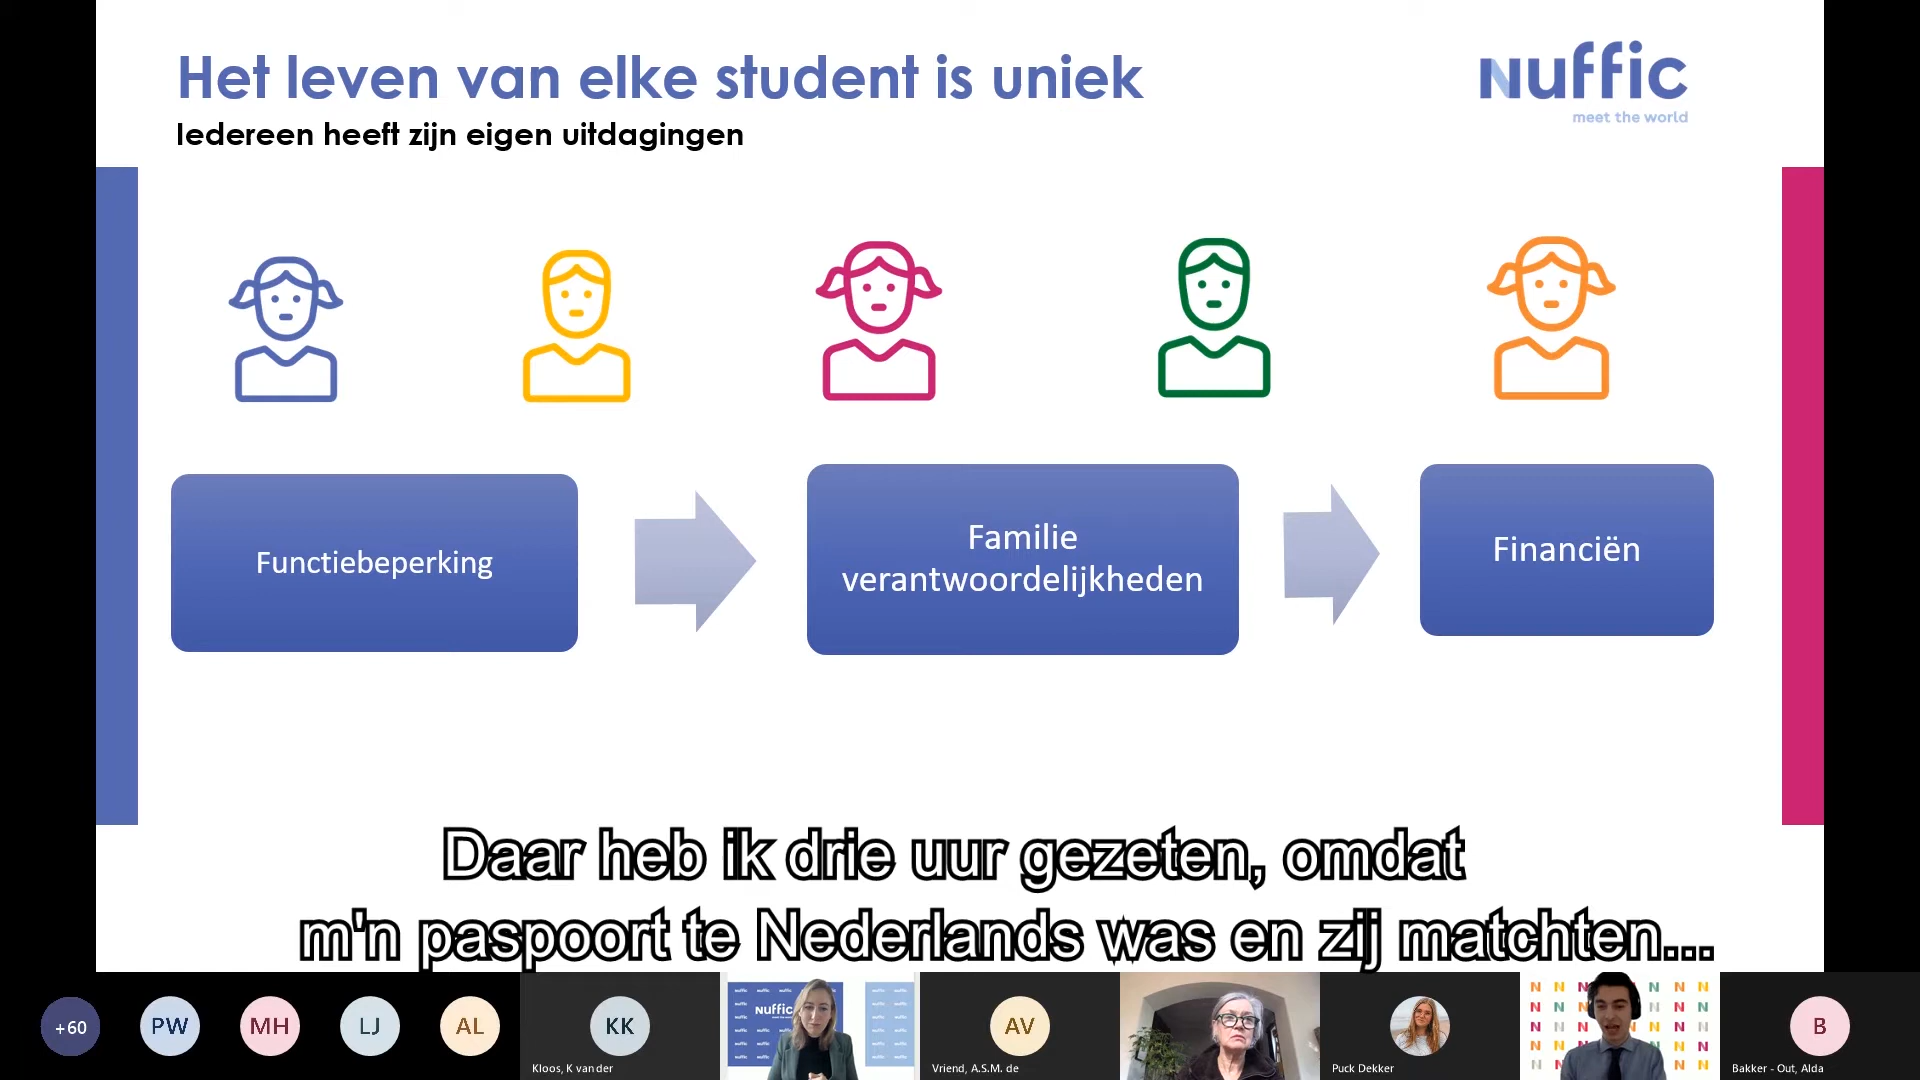 Het leven van elke student is uniek
Iedereen heeft zijn eigen uitdagingen
nuffic
meet the world
Functiebeperking
Familie
verantwoordelijkheden
Financiën
Daar heb ik drie uur gezeten, omdat
m'n paspoort te Nederlands was en zij matchten...
+60
PW
MH
LJ
AL
KK
Kloos, K van der
nuffic
AV
Vriend, A.S.M. de
Puck Dekker
B
Bakker - Out, Alda